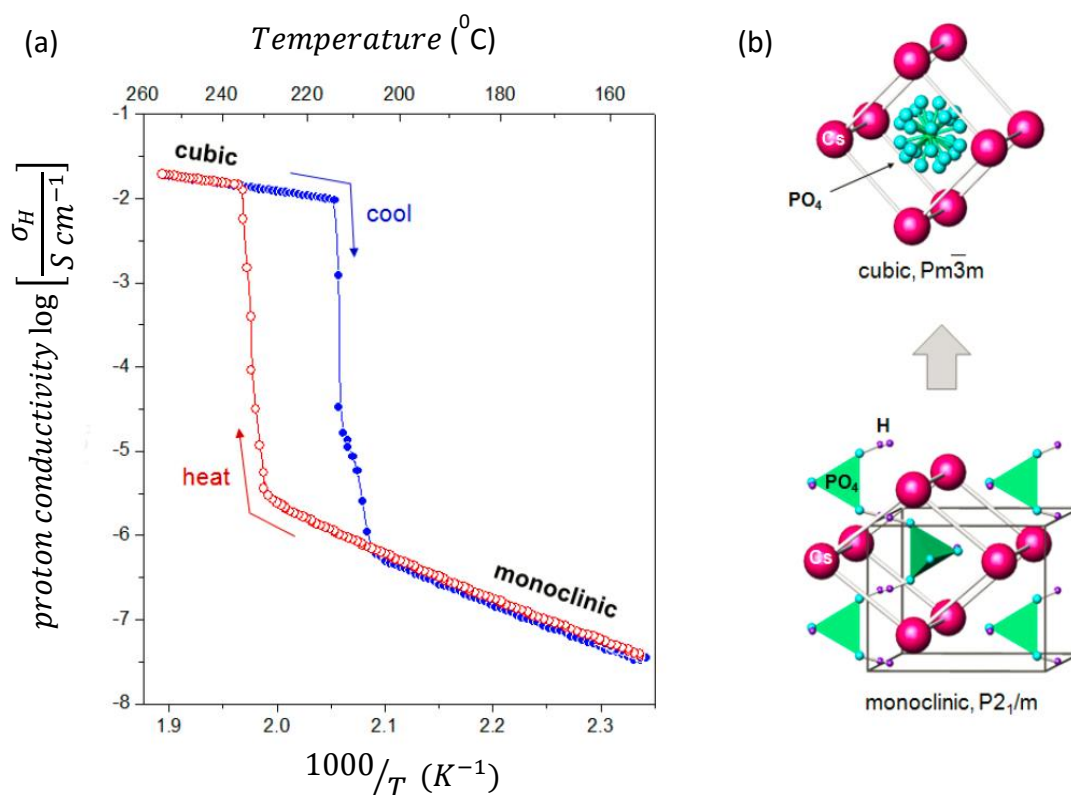 (a)
Temperature (⁰C)
260 240 220 200 180 160
-1
-2
-3
-4
-5
-6
-7
-8
proton conductivity log [σ_H / S cm⁻¹]
cubic
cool
heat
monoclinic
1.9 2.0 2.1 2.2 2.3
1000/T (K⁻¹)
(b)
Cs
PO₄
cubic, Pm3̅m
H
PO₄
Cs
monoclinic, P2₁/m